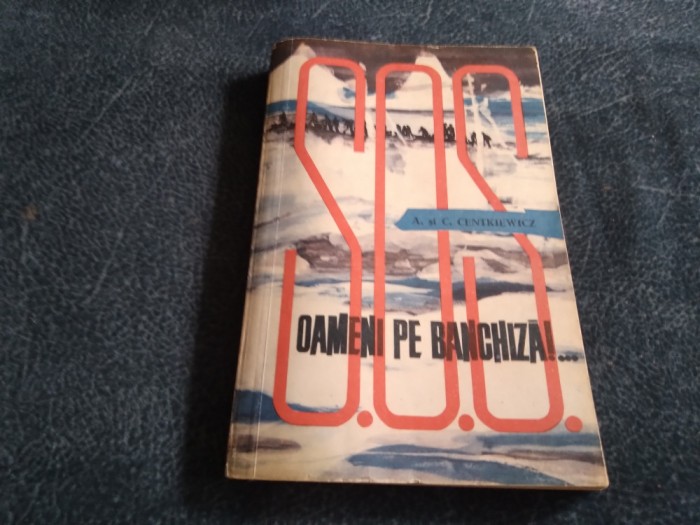 S.O.S.
A. și C. CENTKIEWICZ
OAMENI PE BANCHIZĂ!...